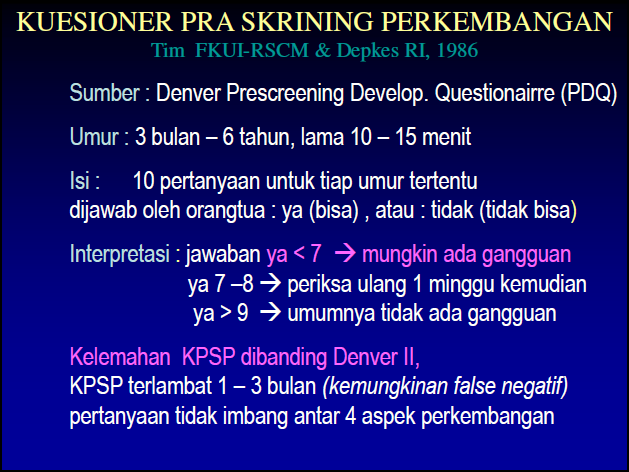 KUESIONER PRA SKRINING PERKEMBANGAN
Tim FKUI-RSCM & Depkes RI, 1986
Sumber : Denver Prescreening Develop. Questionairre (PDQ)
Umur : 3 bulan – 6 tahun, lama 10 – 15 menit
Isi : 10 pertanyaan untuk tiap umur tertentu
dijawab oleh orangtua : ya (bisa) , atau : tidak (tidak bisa)
Interpretasi : jawaban ya < 7 → mungkin ada gangguan
ya 7 –8 → periksa ulang 1 minggu kemudian
ya > 9 → umumnya tidak ada gangguan
Kelemahan KPSP dibanding Denver II,
KPSP terlambat 1 – 3 bulan (kemungkinan false negatif)
pertanyaan tidak imbang antar 4 aspek perkembangan